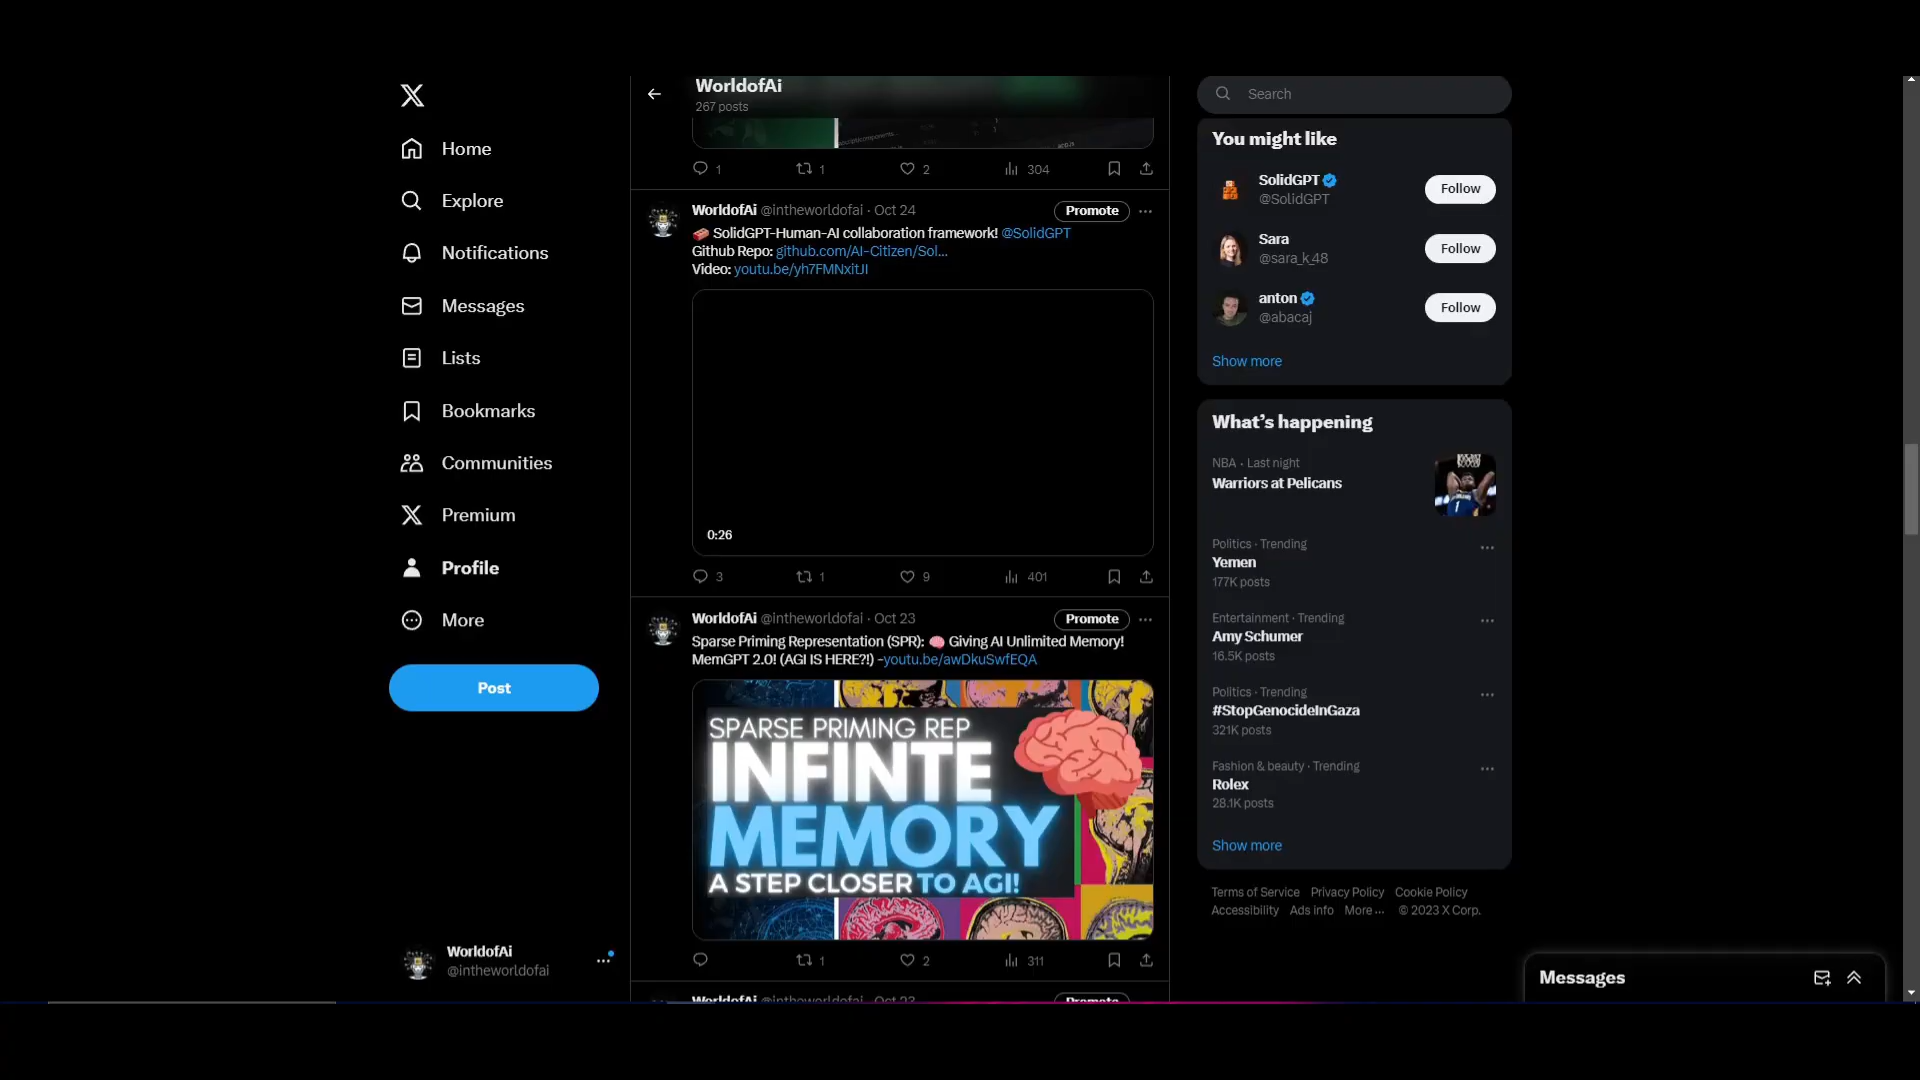 WorldofAi
267 posts
1
1
2
304
WorldofAi @intheworldofai · Oct 24
Promote
SolidGPT-Human-AI collaboration framework! @SolidGPT
Github Repo: github.com/AI-Citizen/Sol...
Video: youtu.be/yh7FMNxitJI
0:26
3
1
9
401
WorldofAi @intheworldofai · Oct 23
Promote
Sparse Priming Representation (SPR): 🧠 Giving AI Unlimited Memory!
MemGPT 2.0! (AGI IS HERE?!) -youtu.be/awDkuSwfEQA
SPARSE PRIMING REP
INFINTE
MEMORY
A STEP CLOSER TO AGI!
1
2
311
WorldofAi @intheworldofai · Oct 23
Promote
Home
Explore
Notifications
Messages
Lists
Bookmarks
Communities
Premium
Profile
More
Post
WorldofAi
@intheworldofai
Search
You might like
SolidGPT
@SolidGPT
Follow
Sara
@sara_k_48
Follow
anton
@abacaj
Follow
Show more
What's happening
NBA · Last night
Warriors at Pelicans
Politics · Trending
Yemen
177K posts
Entertainment · Trending
Amy Schumer
16.5K posts
Politics · Trending
#StopGenocideInGaza
321K posts
Fashion & beauty · Trending
Rolex
28.1K posts
Show more
Terms of Service Privacy Policy Cookie Policy
Accessibility Ads info More ... © 2023 X Corp.
Messages